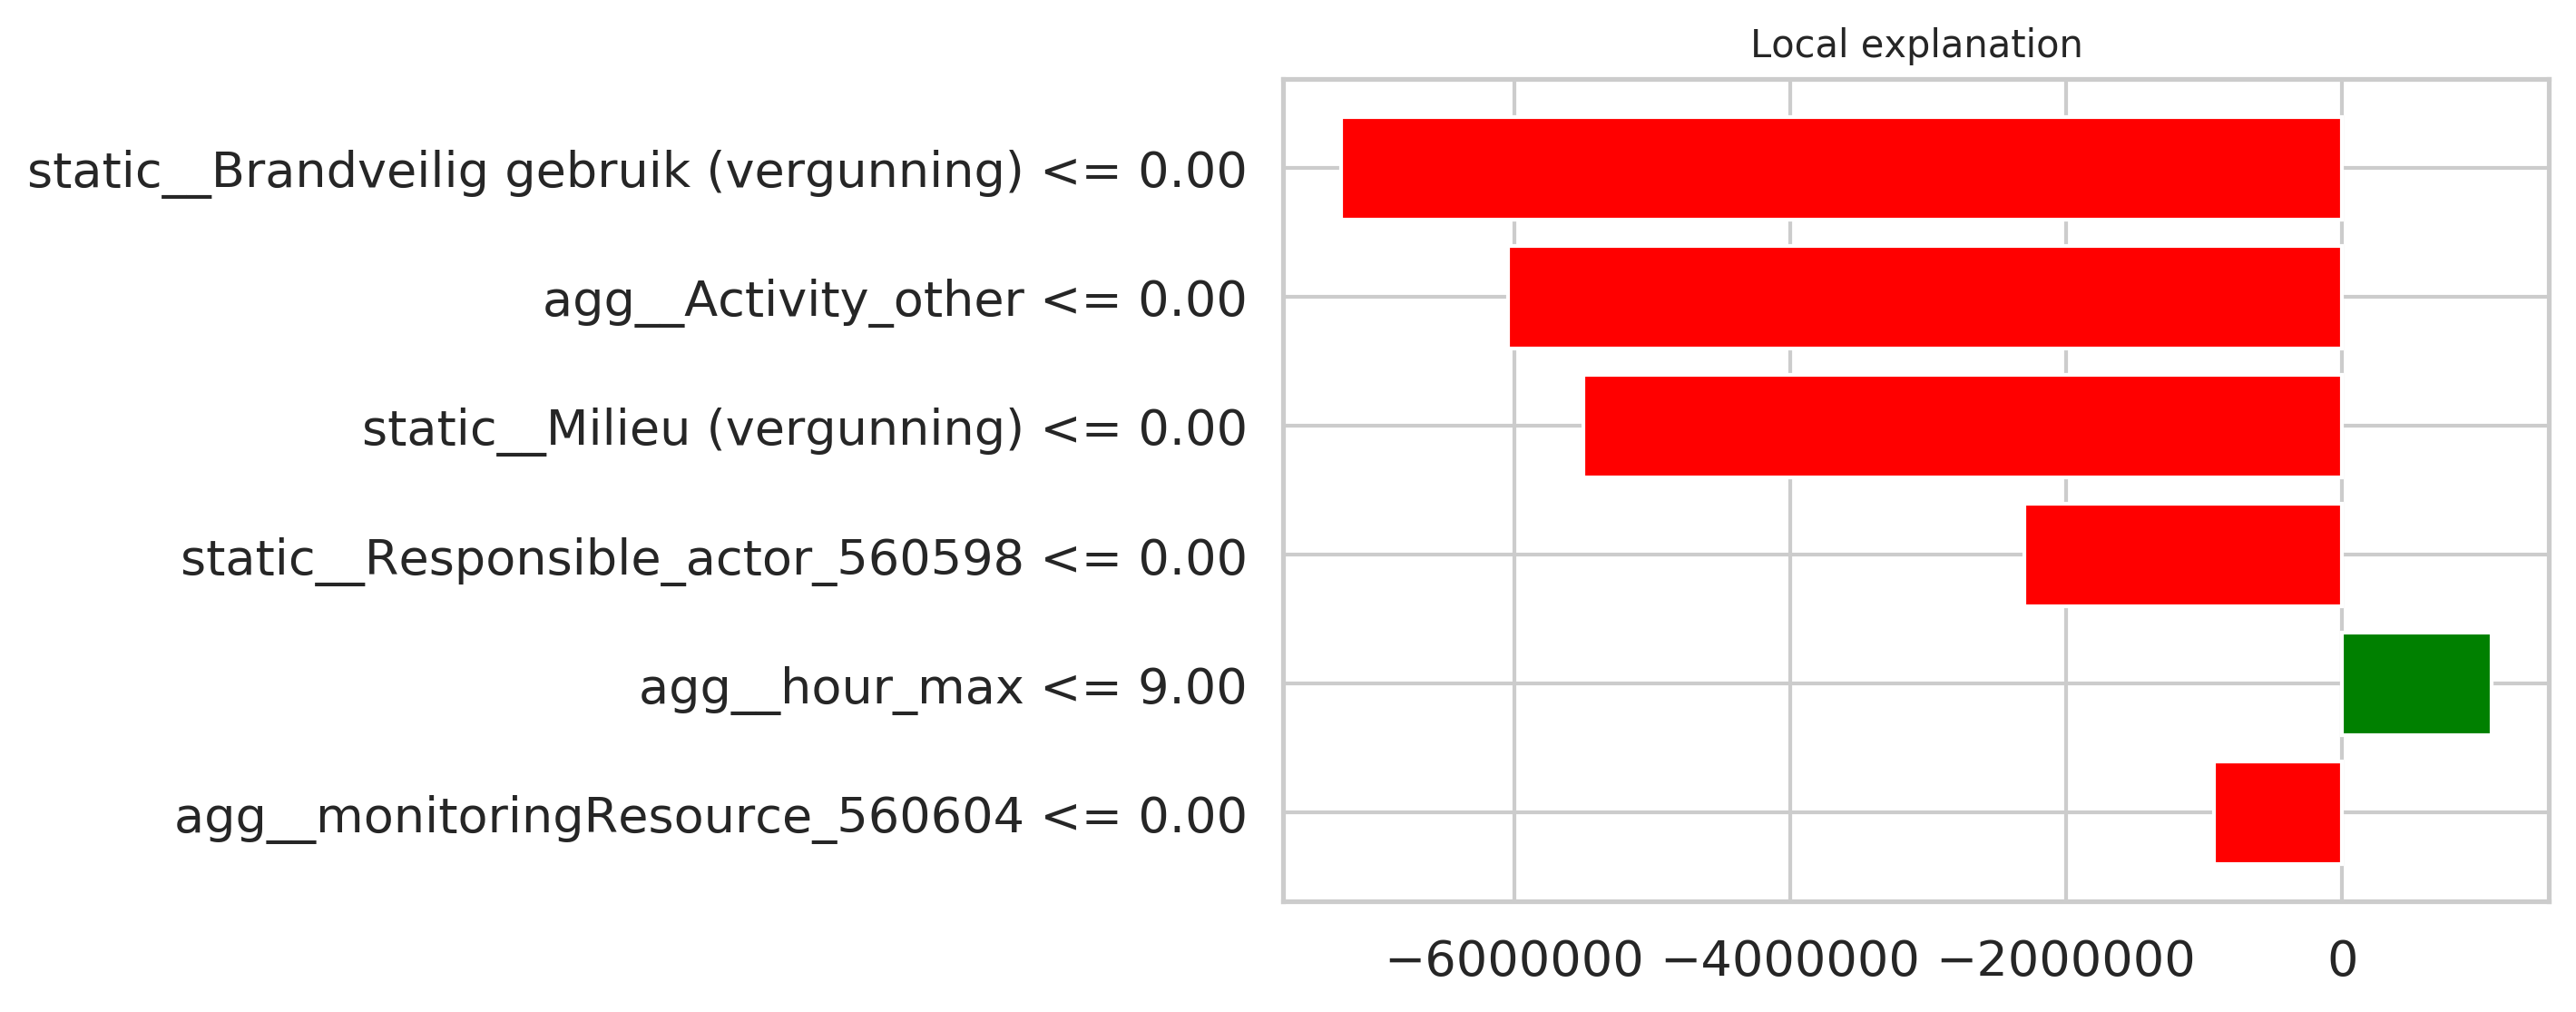 Local explanation
static__Brandveilig gebruik (vergunning) <= 0.00
agg__Activity_other <= 0.00
static__Milieu (vergunning) <= 0.00
static__Responsible_actor_560598 <= 0.00
agg__hour_max <= 9.00
agg__monitoringResource_560604 <= 0.00
−6000000 −4000000 −2000000 0